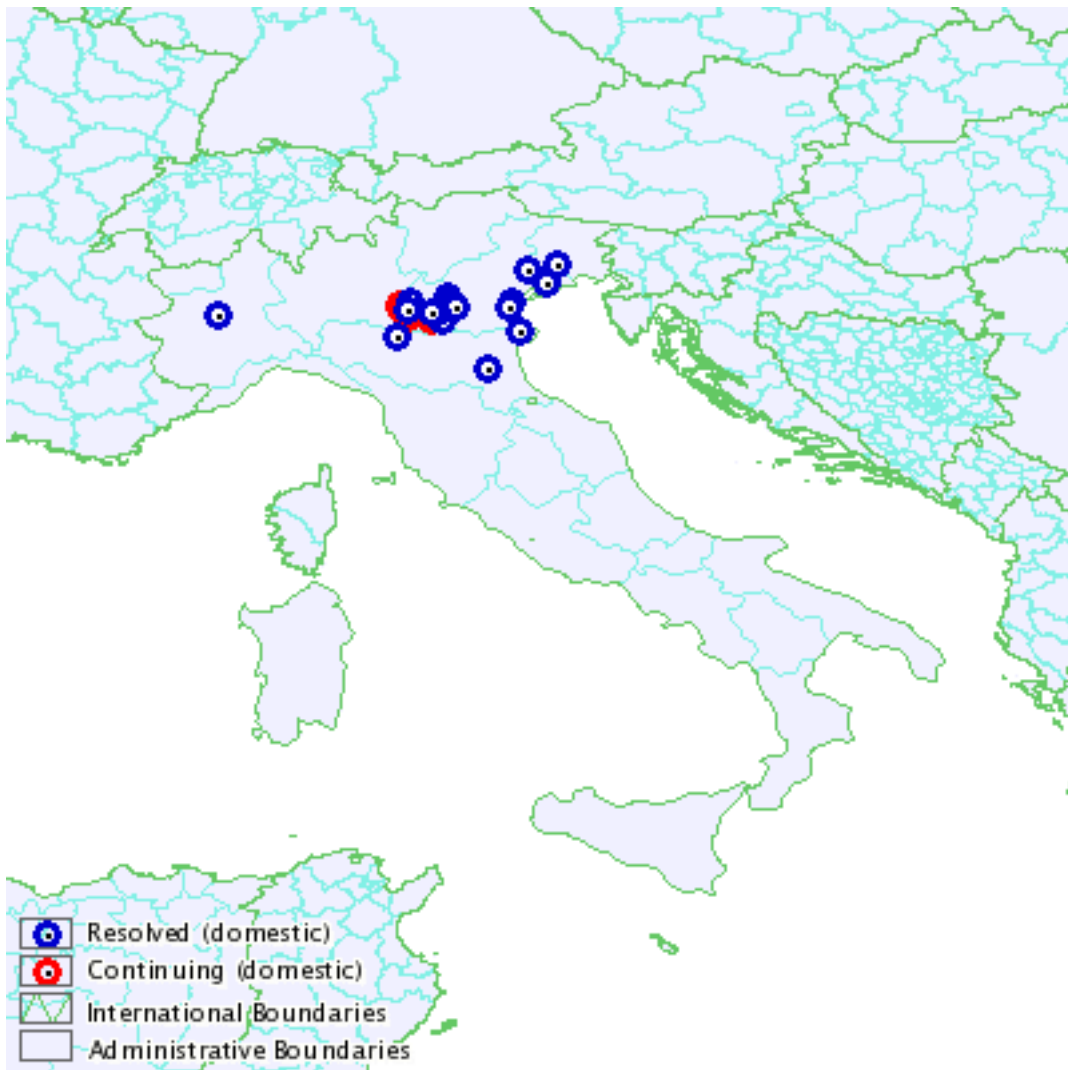 Resolved (domestic)
Continuing (domestic)
International Boundaries
Administrative Boundaries